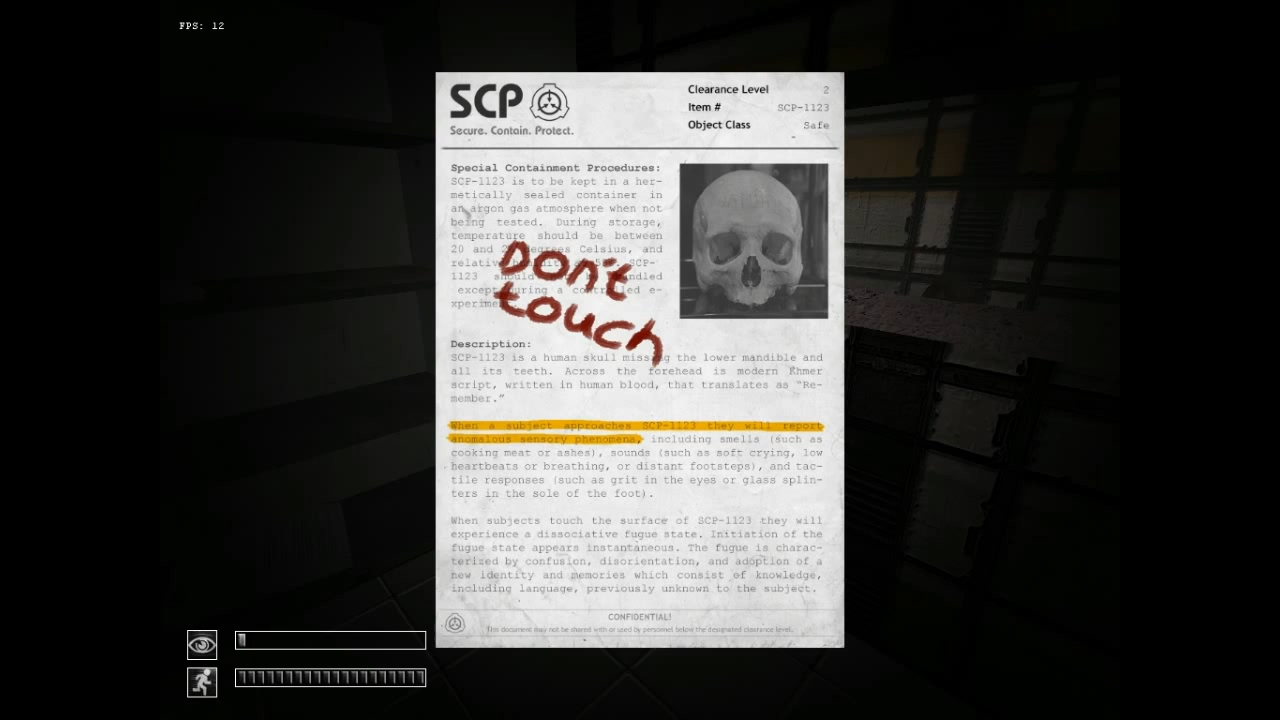 FPS: 12
SCP
Secure. Contain. Protect.
Clearance Level 2
Item # SCP-1123
Object Class Safe
Special Containment Procedures:
SCP-1123 is to be kept in a her-
metically sealed container in
an argon gas atmosphere when not
being tested. During storage,
temperature should be between
20 and degrees Celsius, and
relative SCP-
1123 should
except during a controlled e-
xperime
Don't
touch
Description:
SCP-1123 is a human skull missing the lower mandible and
all its teeth. Across the forehead is modern Khmer
script, written in human blood, that translates as "Re-
member."
When a subject approaches SCP-1123 they will report
anomalous sensory phenomena, including smells (such as
cooking meat or ashes), sounds (such as soft crying, low
heartbeats or breathing, or distant footsteps), and tac-
tile responses (such as grit in the eyes or glass splin-
ters in the sole of the foot).
When subjects touch the surface of SCP-1123 they will
experience a dissociative fugue state. Initiation of the
fugue state appears instantaneous. The fugue is charac-
terized by confusion, disorientation, and adoption of a
new identity and memories which consist of knowledge,
including language, previously unknown to the subject.
CONFIDENTIAL!
This document may not be shared with or used by personnel below the designated clearance level.